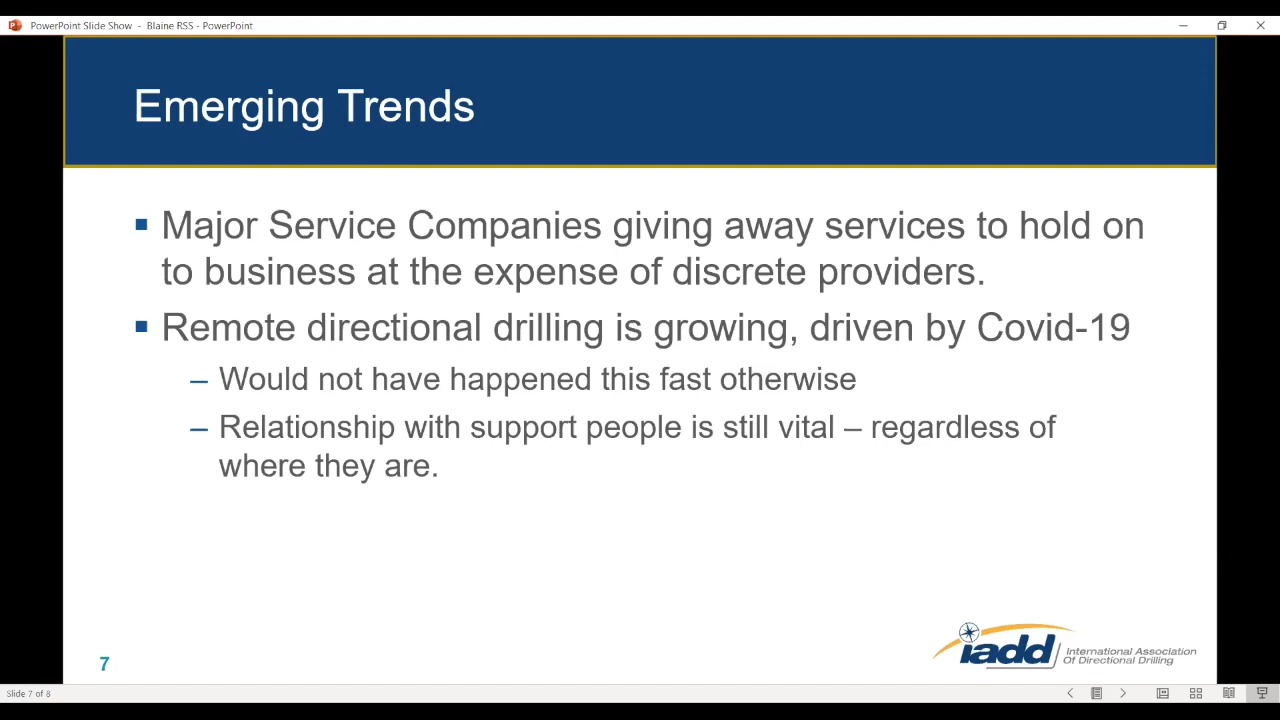 PowerPoint Slide Show - Blaine RSS - PowerPoint
Emerging Trends
▪ Major Service Companies giving away services to hold on
to business at the expense of discrete providers.
▪ Remote directional drilling is growing, driven by Covid-19
– Would not have happened this fast otherwise
– Relationship with support people is still vital – regardless of
where they are.
7
iadd
International Association
Of Directional Drilling
Slide 7 of 8